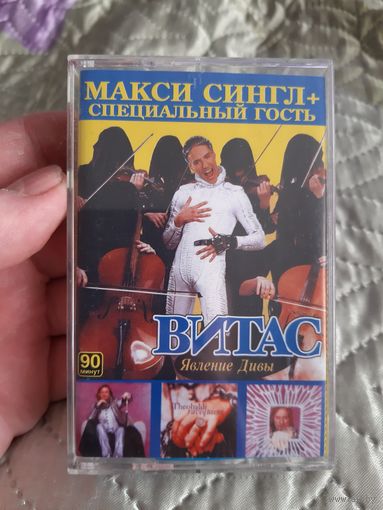 МАКСИ СИНГЛ+
СПЕЦИАЛЬНЫЙ ГОСТЬ
ВИТАС
Явление Дивы
90
МИНУТ